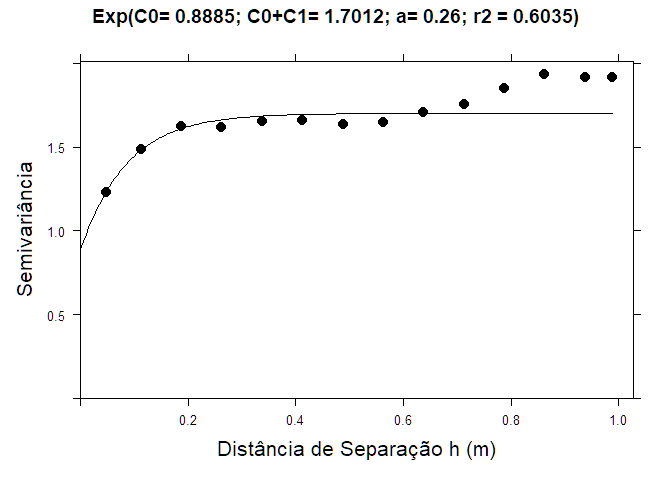 Exp(C0= 0.8885; C0+C1= 1.7012; a= 0.26; r2 = 0.6035)
Semivariância
1.5
1.0
0.5
0.2 0.4 0.6 0.8 1.0
Distância de Separação h (m)